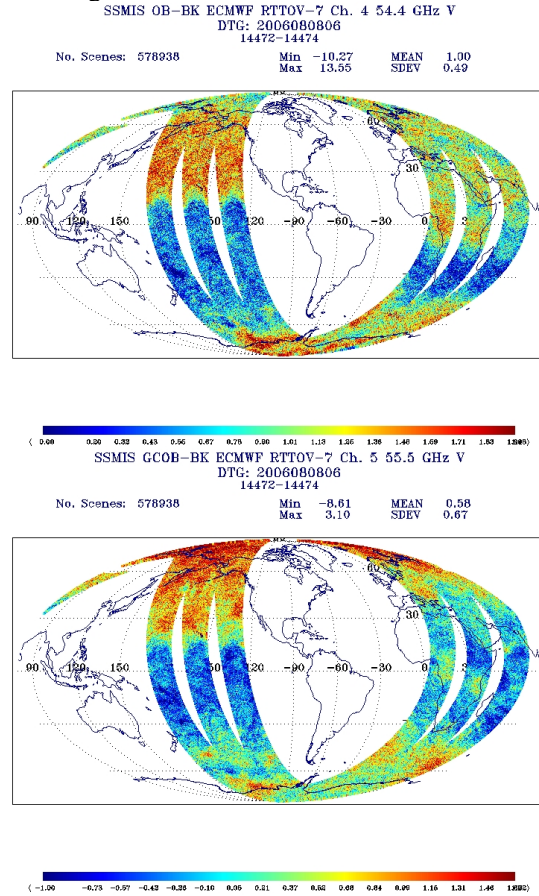 SSMIS OB-BK ECMWF RTTOV-7 Ch. 4 54.4 GHz V
DTG: 2006080806
14472-14474
No. Scenes: 578938 Min -10.27 MEAN 1.00
Max 13.55 SDEV 0.49
60
30
90 120 150 -120 -90 -60 -30 0
0.20 0.32 0.43 0.55 0.67 0.78 0.90 1.01 1.13 1.25 1.36 1.48 1.59 1.71 1.83
SSMIS GCOB-BK ECMWF RTTOV-7 Ch. 5 55.5 GHz V
DTG: 2006080806
14472-14474
No. Scenes: 578938 Min -8.61 MEAN 0.58
Max 3.10 SDEV 0.67
60
30
90 120 150 -120 -90 -60 -30 0
( -1.00 -0.73 -0.57 -0.42 -0.26 -0.10 0.05 0.21 0.37 0.52 0.68 0.84 0.99 1.15 1.31 1.46